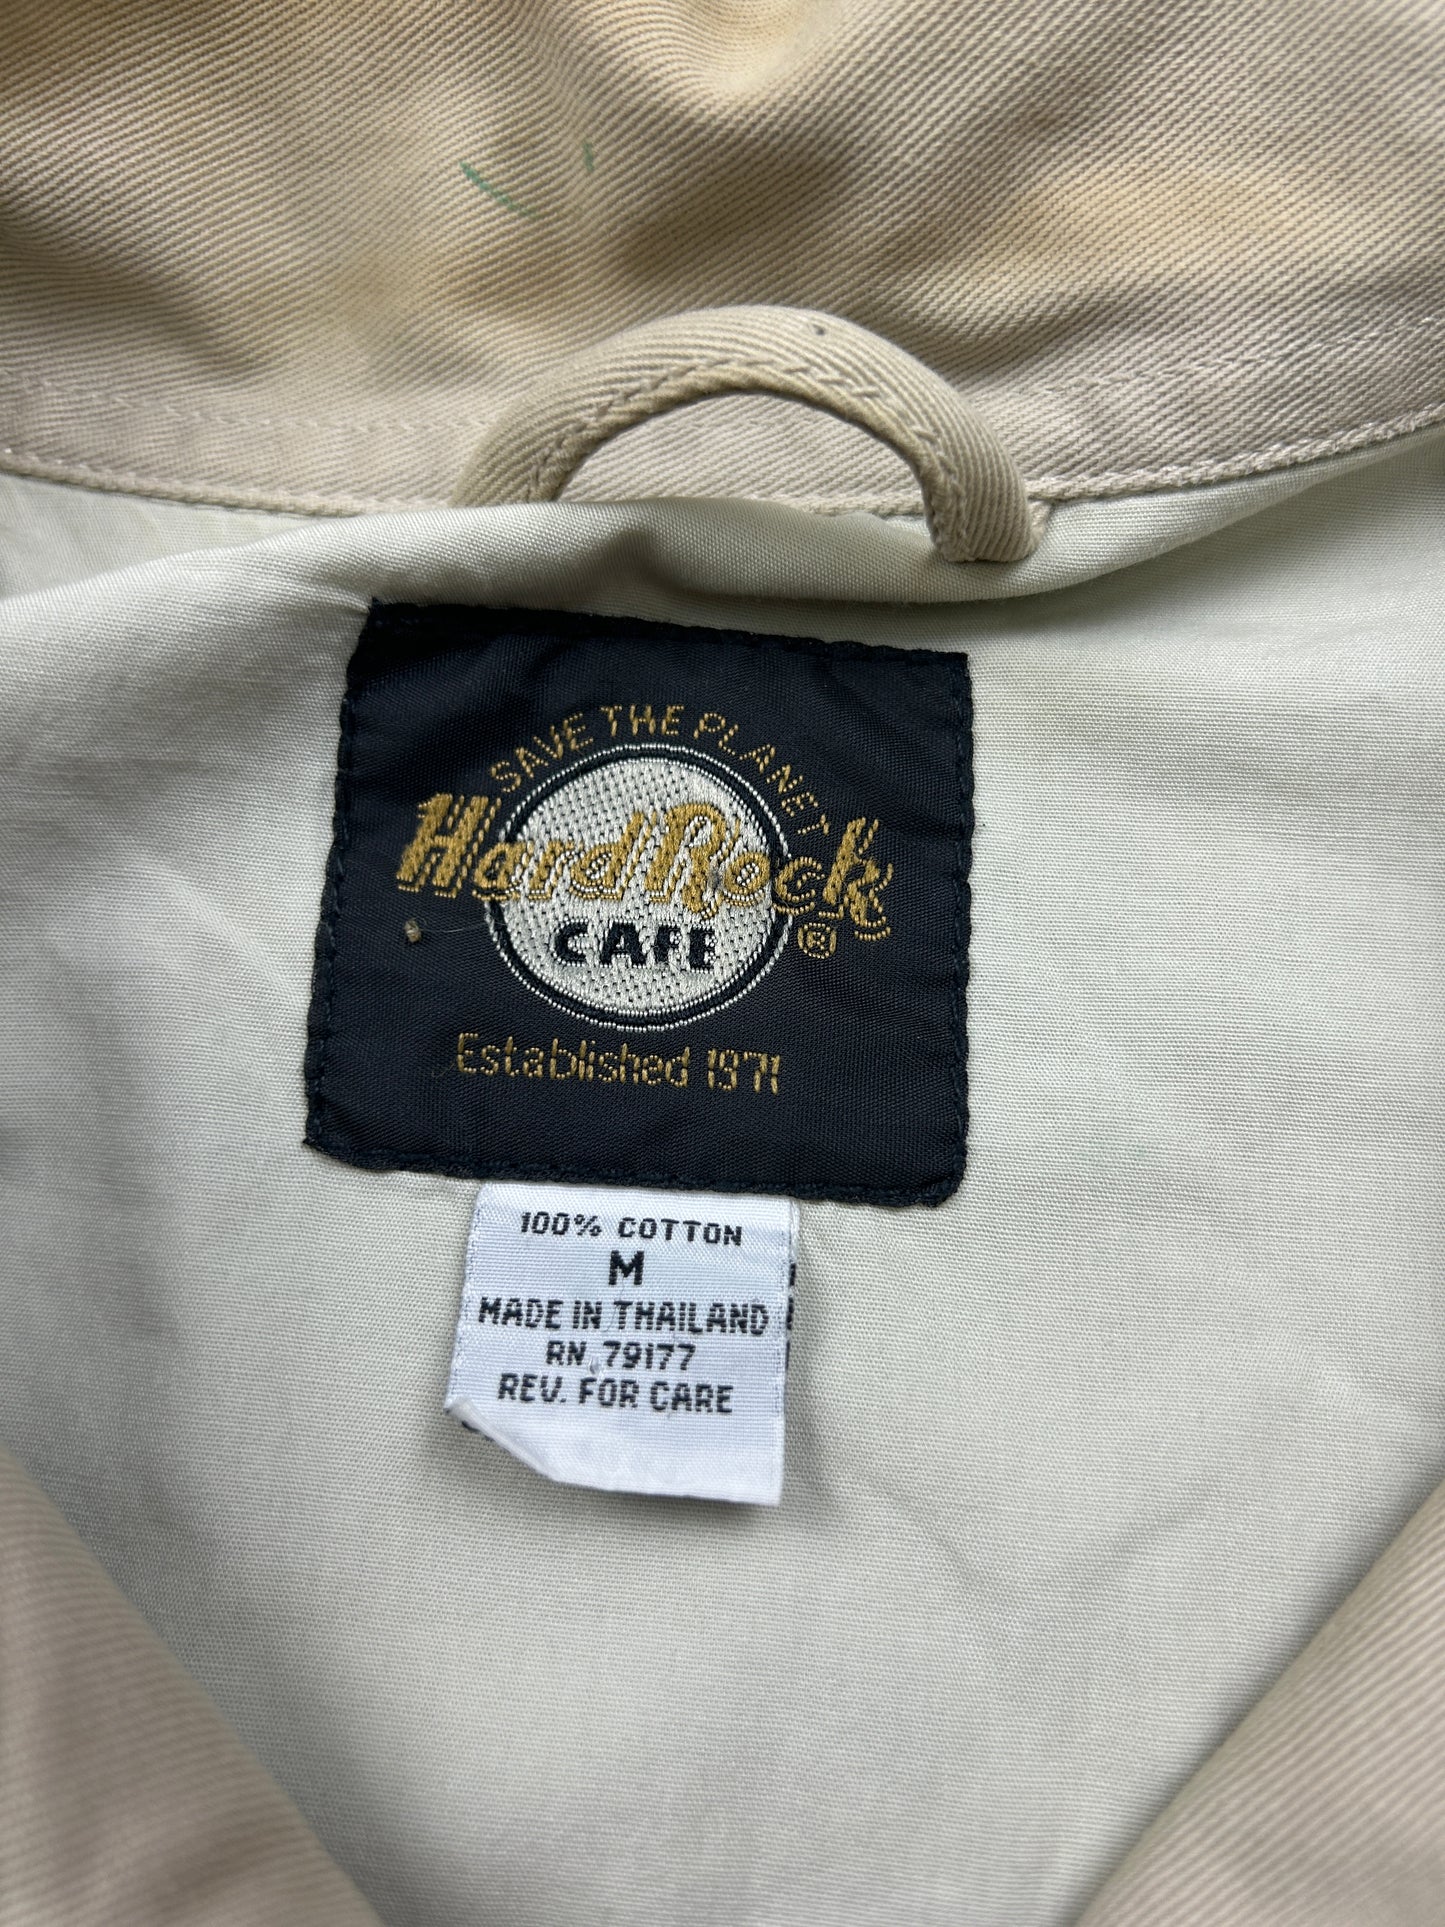 SAVE THE PLANET
Hard Rock
CAFE ®
Established 1971
100% COTTON
M
MADE IN THAILAND
RN 79177
REV. FOR CARE